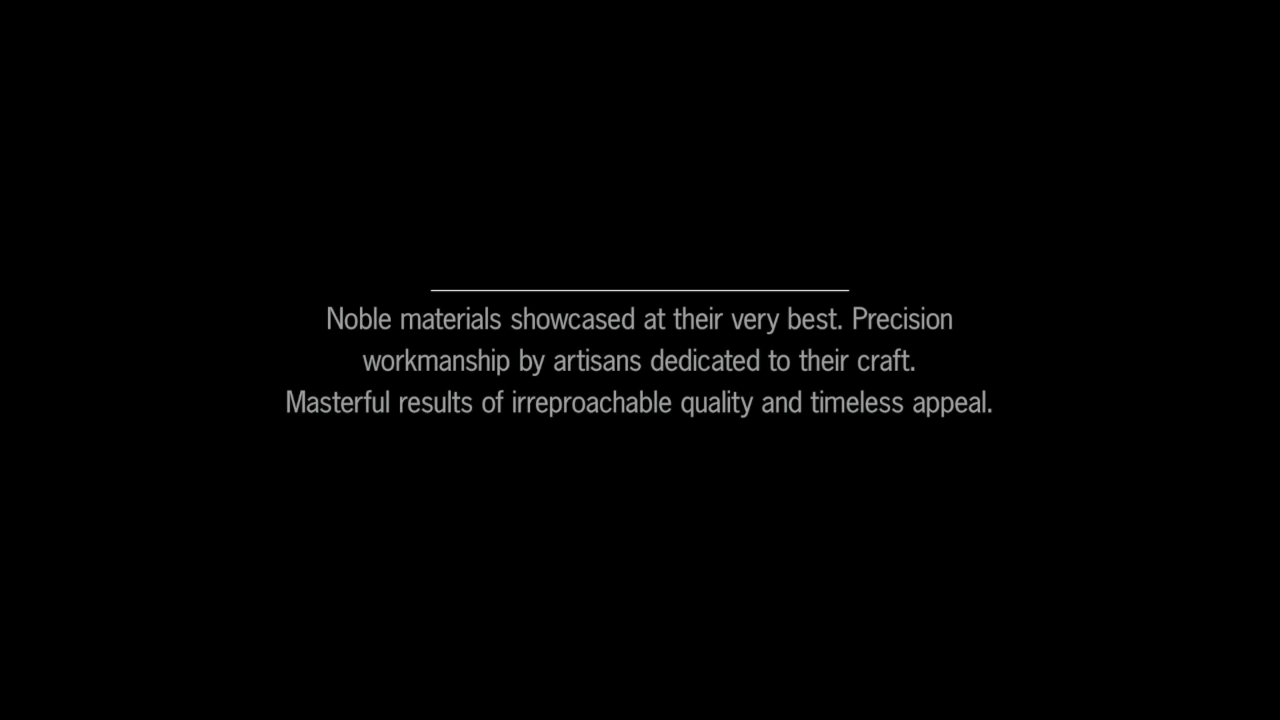 Noble materials showcased at their very best. Precision
workmanship by artisans dedicated to their craft.
Masterful results of irreproachable quality and timeless appeal.